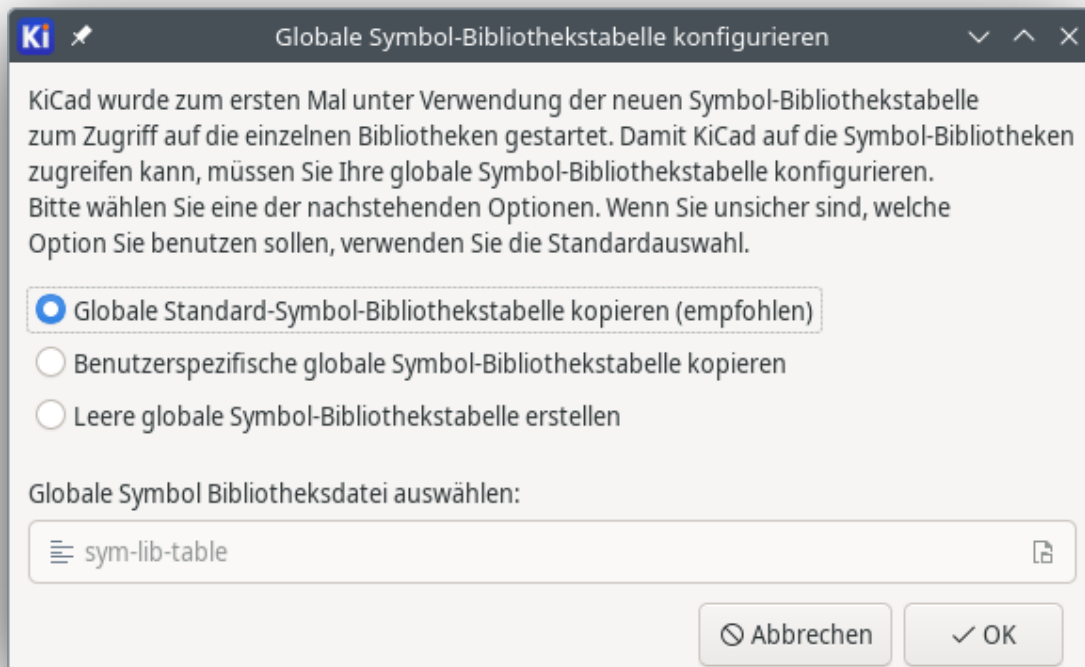 Ki
Globale Symbol-Bibliothekstabelle konfigurieren
KiCad wurde zum ersten Mal unter Verwendung der neuen Symbol-Bibliothekstabelle
zum Zugriff auf die einzelnen Bibliotheken gestartet. Damit KiCad auf die Symbol-Bibliotheken
zugreifen kann, müssen Sie Ihre globale Symbol-Bibliothekstabelle konfigurieren.
Bitte wählen Sie eine der nachstehenden Optionen. Wenn Sie unsicher sind, welche
Option Sie benutzen sollen, verwenden Sie die Standardauswahl.
Globale Standard-Symbol-Bibliothekstabelle kopieren (empfohlen)
Benutzerspezifische globale Symbol-Bibliothekstabelle kopieren
Leere globale Symbol-Bibliothekstabelle erstellen
Globale Symbol Bibliotheksdatei auswählen:
sym-lib-table
Abbrechen
OK